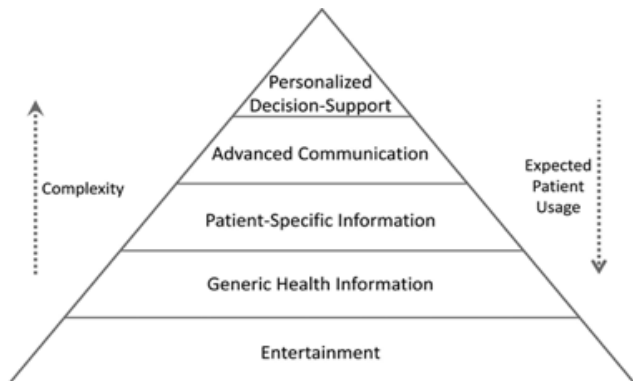 Personalized
Decision-Support
Advanced Communication
Complexity
Expected
Patient
Usage
Patient-Specific Information
Generic Health Information
Entertainment